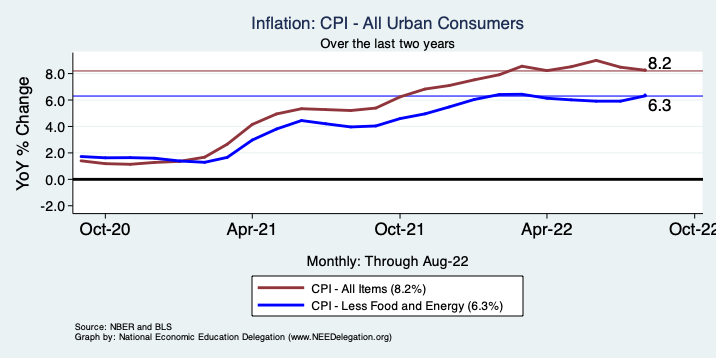 Inflation: CPI - All Urban Consumers
Over the last two years
YoY % Change
8.0
6.0
4.0
2.0
0.0
-2.0
8.2
6.3
Oct-20
Apr-21
Oct-21
Apr-22
Oct-22
Monthly: Through Aug-22
CPI - All Items (8.2%)
CPI - Less Food and Energy (6.3%)
Source: NBER and BLS
Graph by: National Economic Education Delegation (www.NEEDelegation.org)